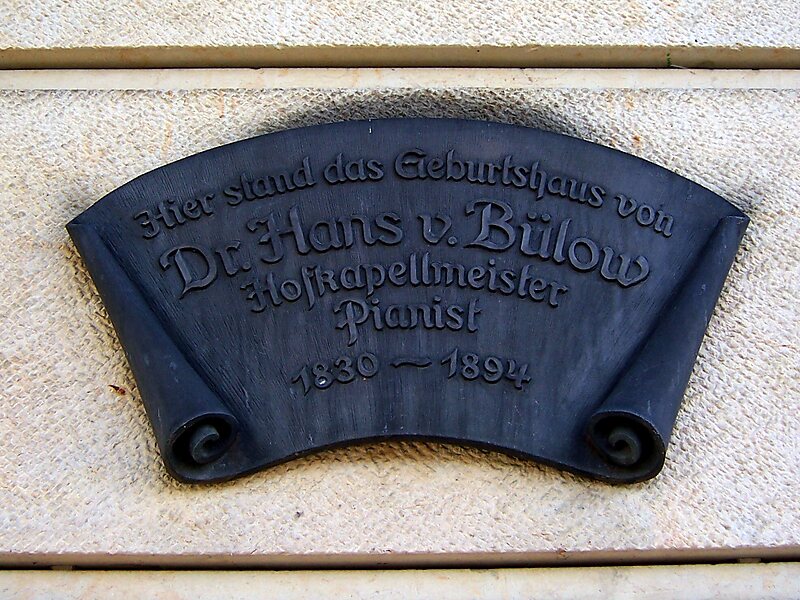 Hier stand das Geburtshaus von
Dr. Hans v. Bülow
Hofkapellmeister
Pianist
1830 – 1894